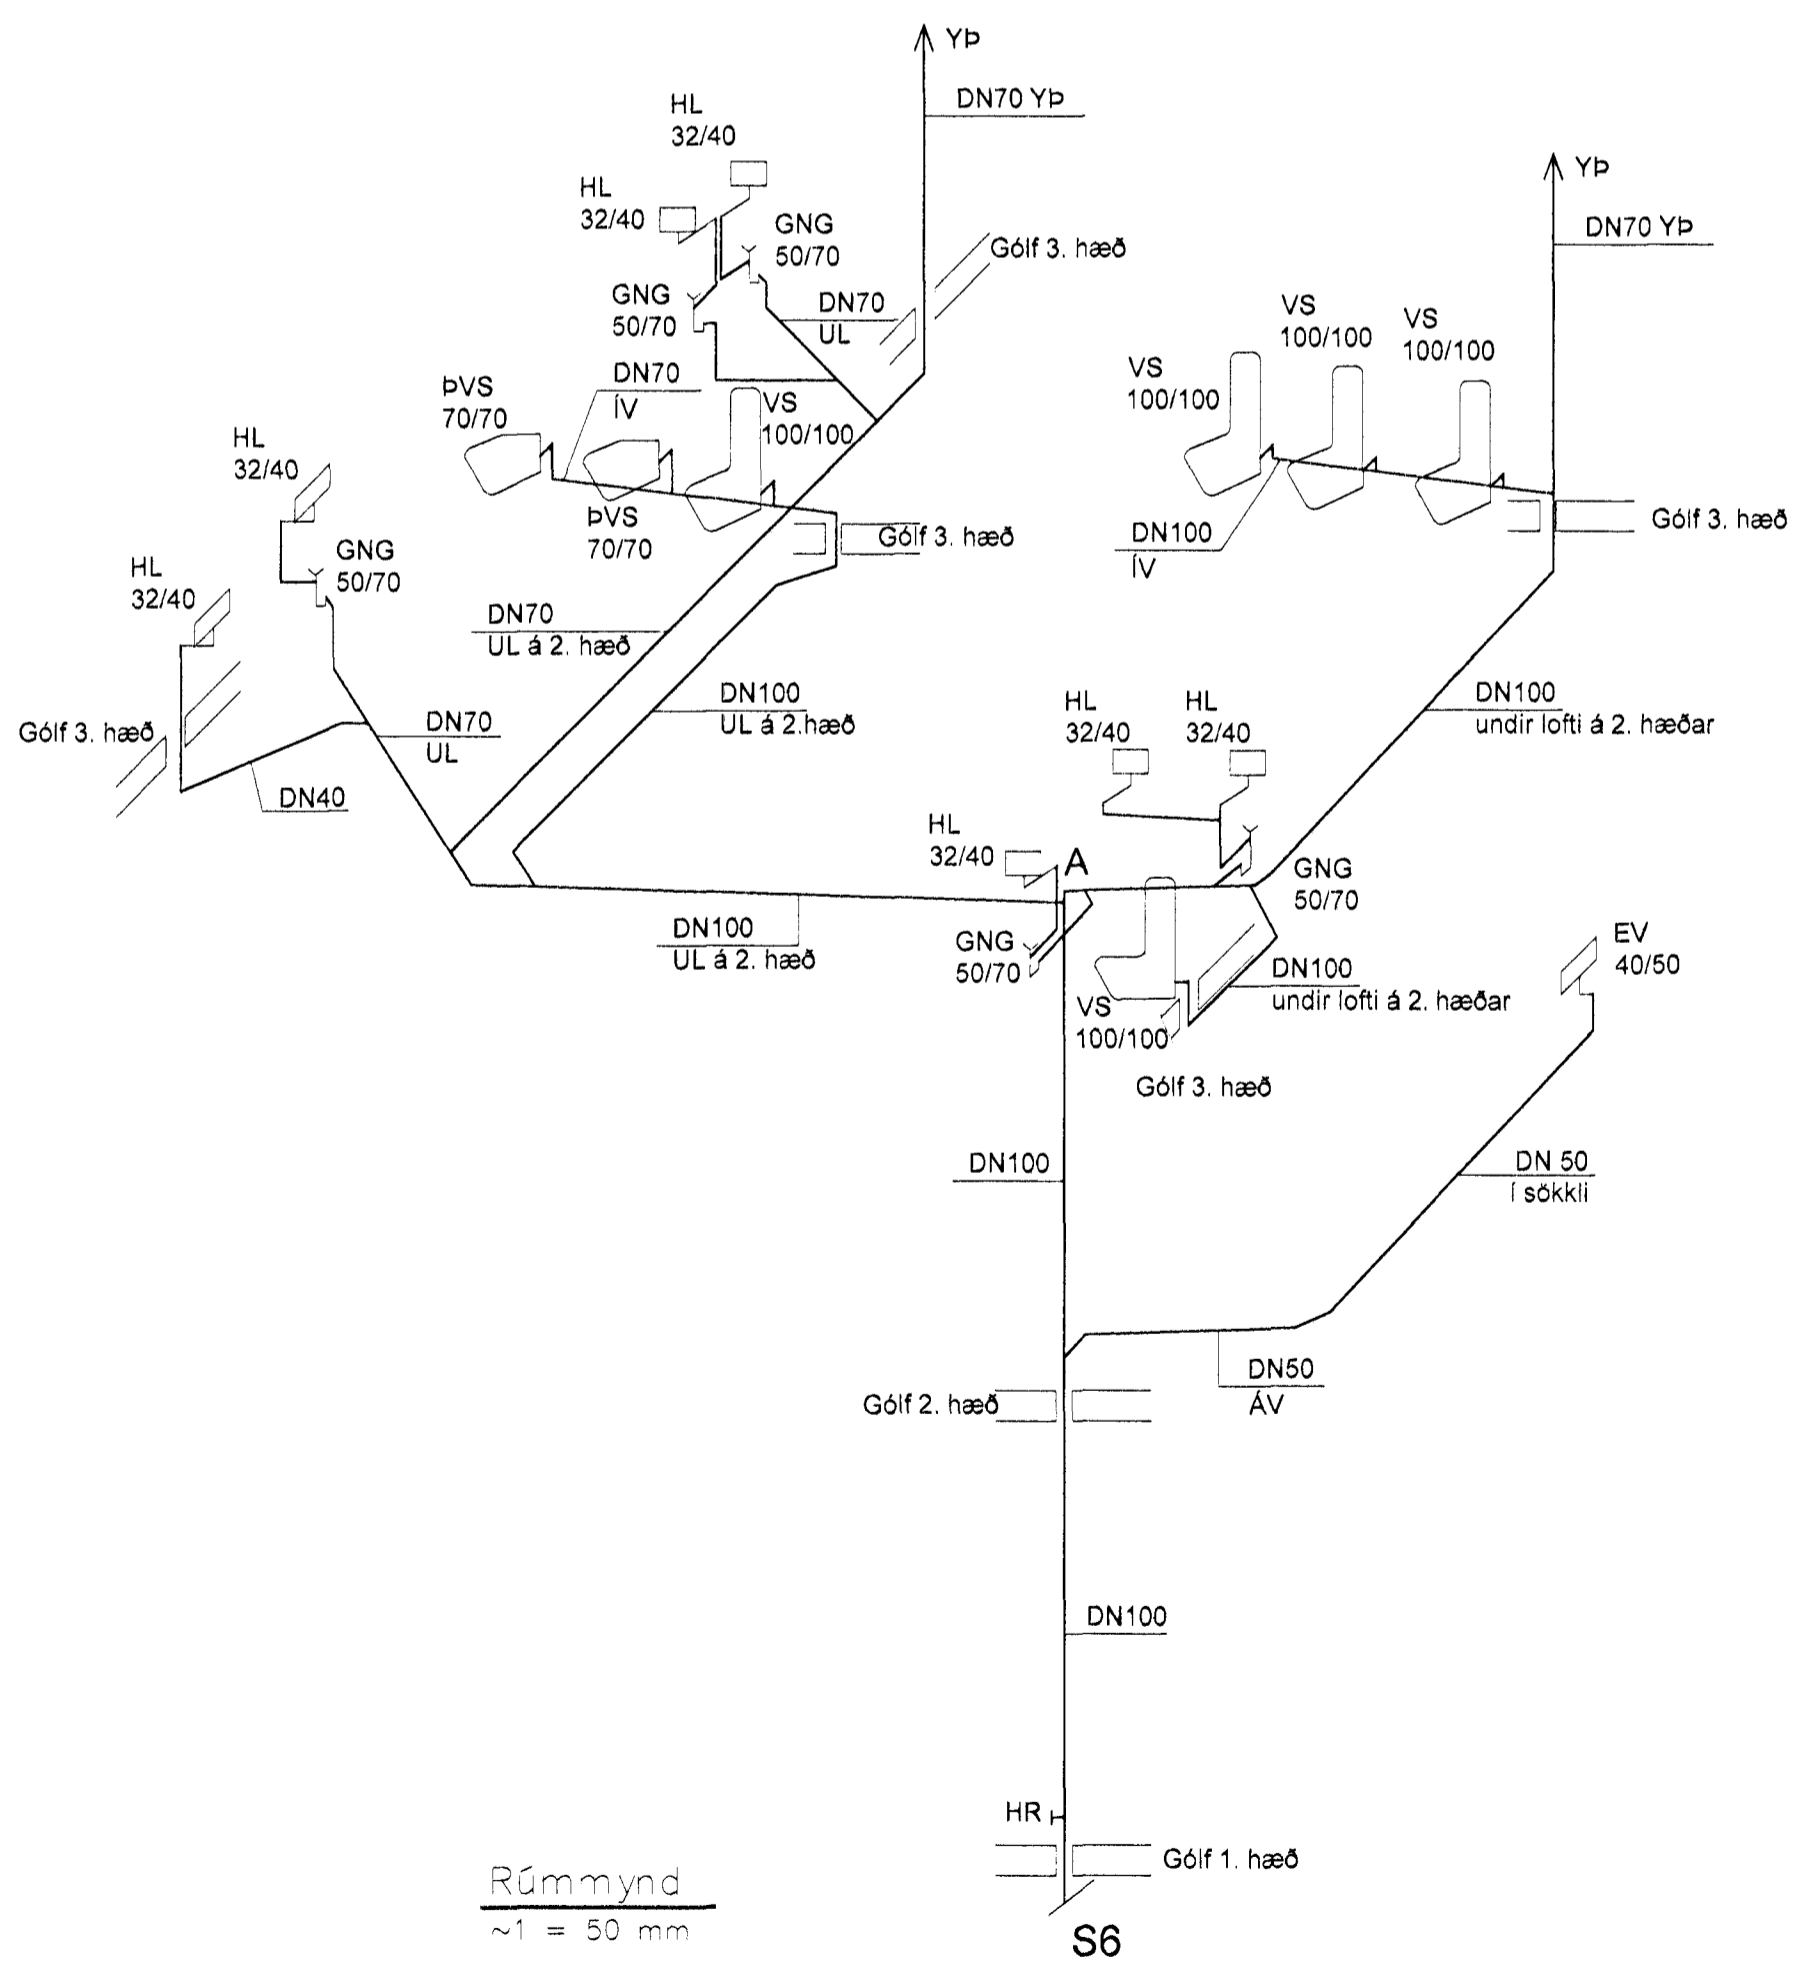 YÞ
DN70 YÞ
HL
32/40
YÞ
HL
32/40
GNG
50/70
DN70 YÞ
Gólf 3. hæð
GNG
50/70
DN70
UL
VS
100/100
VS
100/100
VS
100/100
ÞVS
70/70
DN70
ÍV
VS
100/100
HL
32/40
ÞVS
70/70
Gólf 3. hæð
DN100
ÍV
Gólf 3. hæð
GNG
50/70
HL
32/40
DN70
UL á 2. hæð
DN100
UL á 2.hæð
HL
32/40
HL
32/40
DN100
undir lofti á 2. hæðar
Gólf 3. hæð
DN70
UL
DN40
HL
32/40
A
GNG
50/70
DN100
UL á 2. hæð
GNG
50/70
EV
40/50
DN100
undir lofti á 2. hæðar
VS
100/100
Gólf 3. hæð
DN100
DN 50
Í sökkli
DN50
ÁV
Gólf 2. hæð
DN100
HR
Gólf 1. hæð
Rúmmynd
~1 = 50 mm
S6